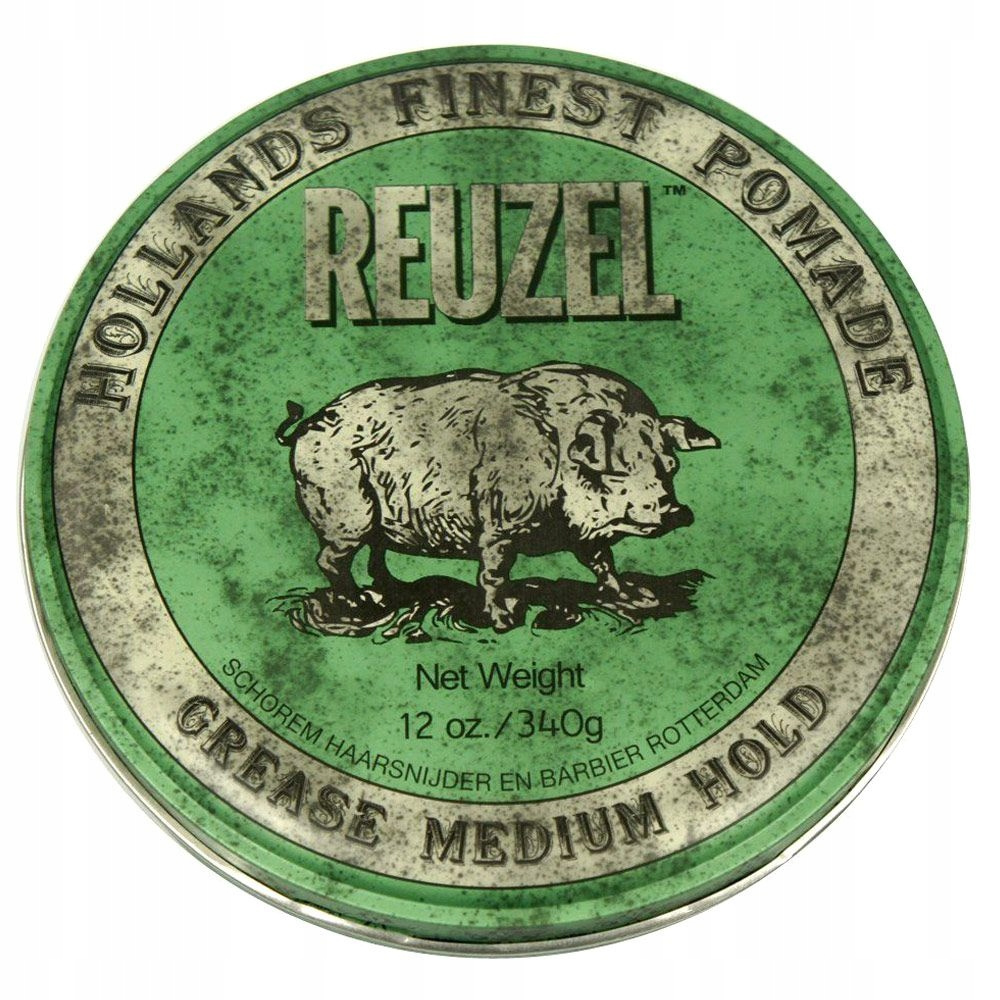 HOLLANDS FINEST POMADE
REUZEL™
Net Weight
12 oz./340g
SCHOREM HAARSNIJDER EN BARBIER ROTTERDAM
GREASE MEDIUM HOLD